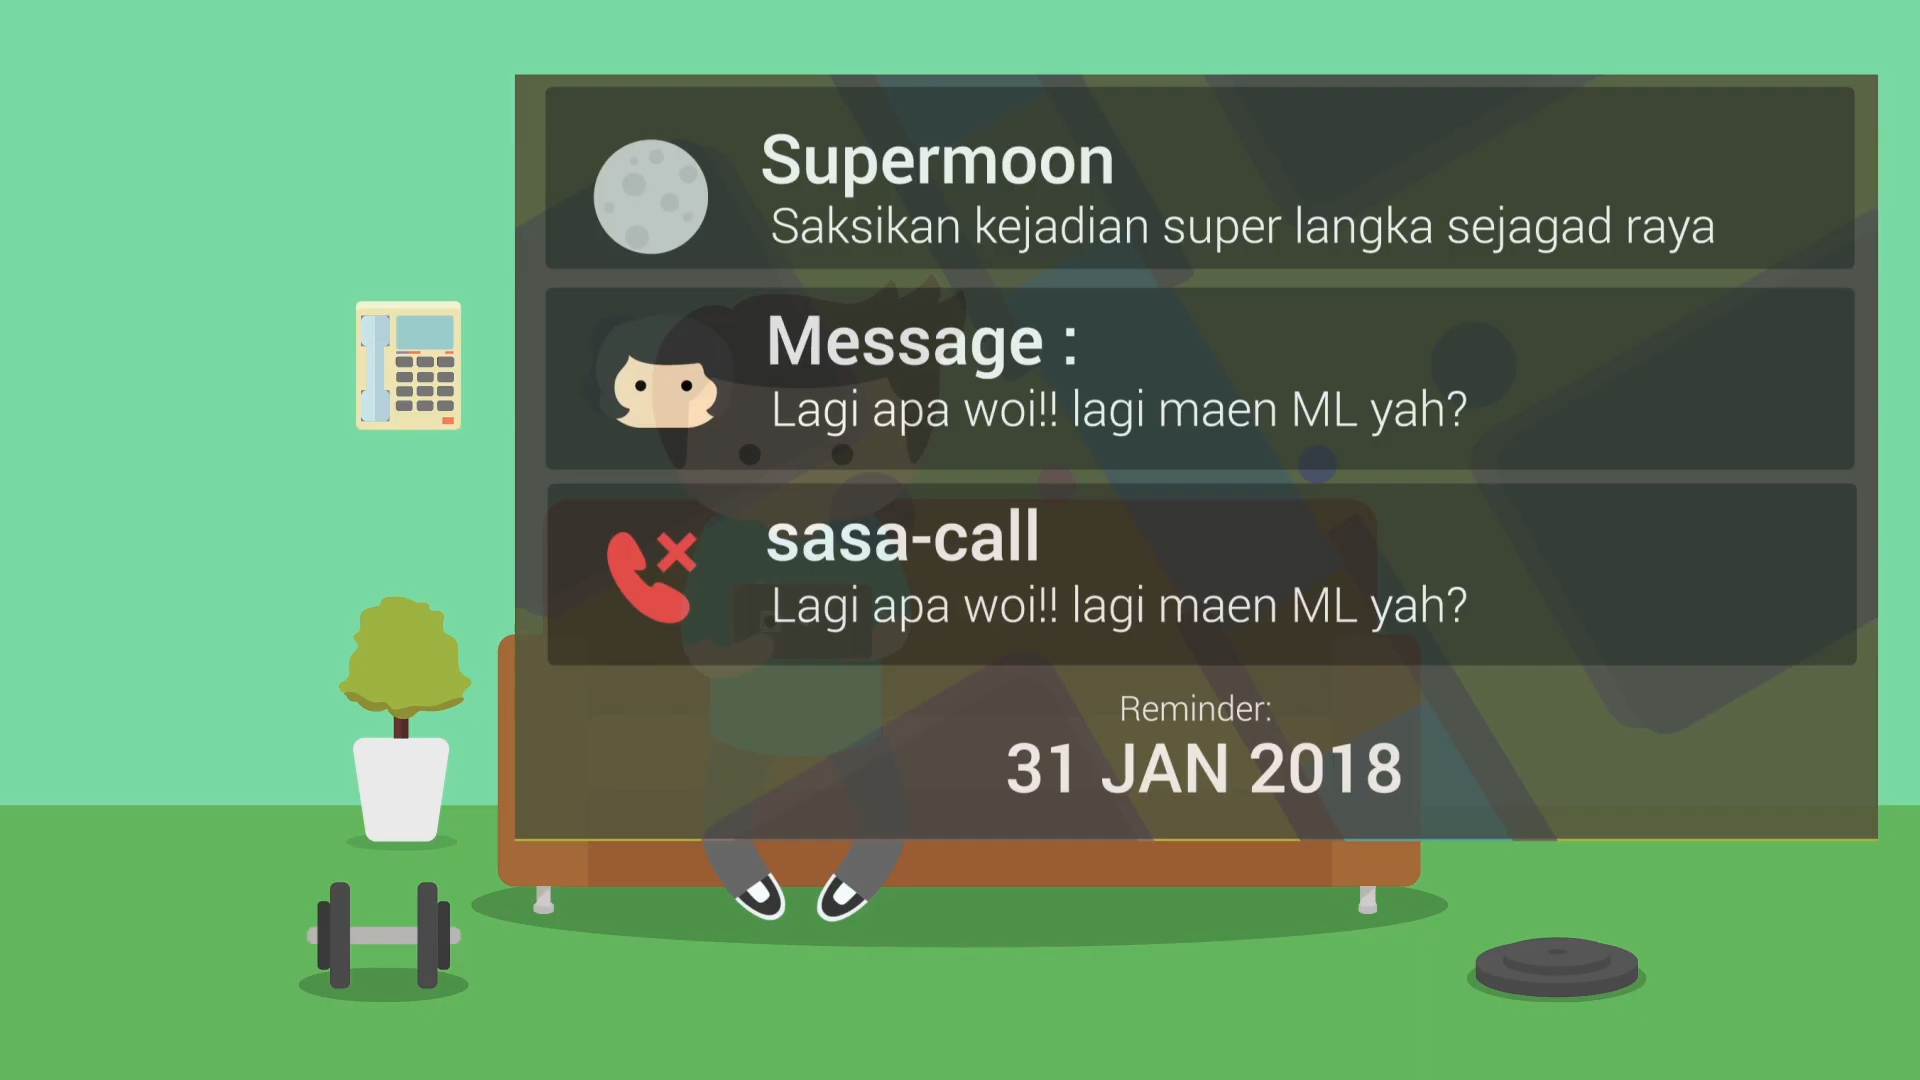 Supermoon
Saksikan kejadian super langka sejagad raya
Message :
Lagi apa woi!! lagi maen ML yah?
sasa-call
Lagi apa woi!! lagi maen ML yah?
Reminder:
31 JAN 2018